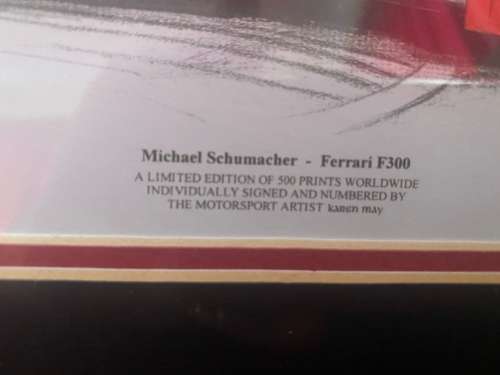 Michael Schumacher - Ferrari F300
A LIMITED EDITION OF 500 PRINTS WORLDWIDE
INDIVIDUALLY SIGNED AND NUMBERED BY
THE MOTORSPORT ARTIST karen may